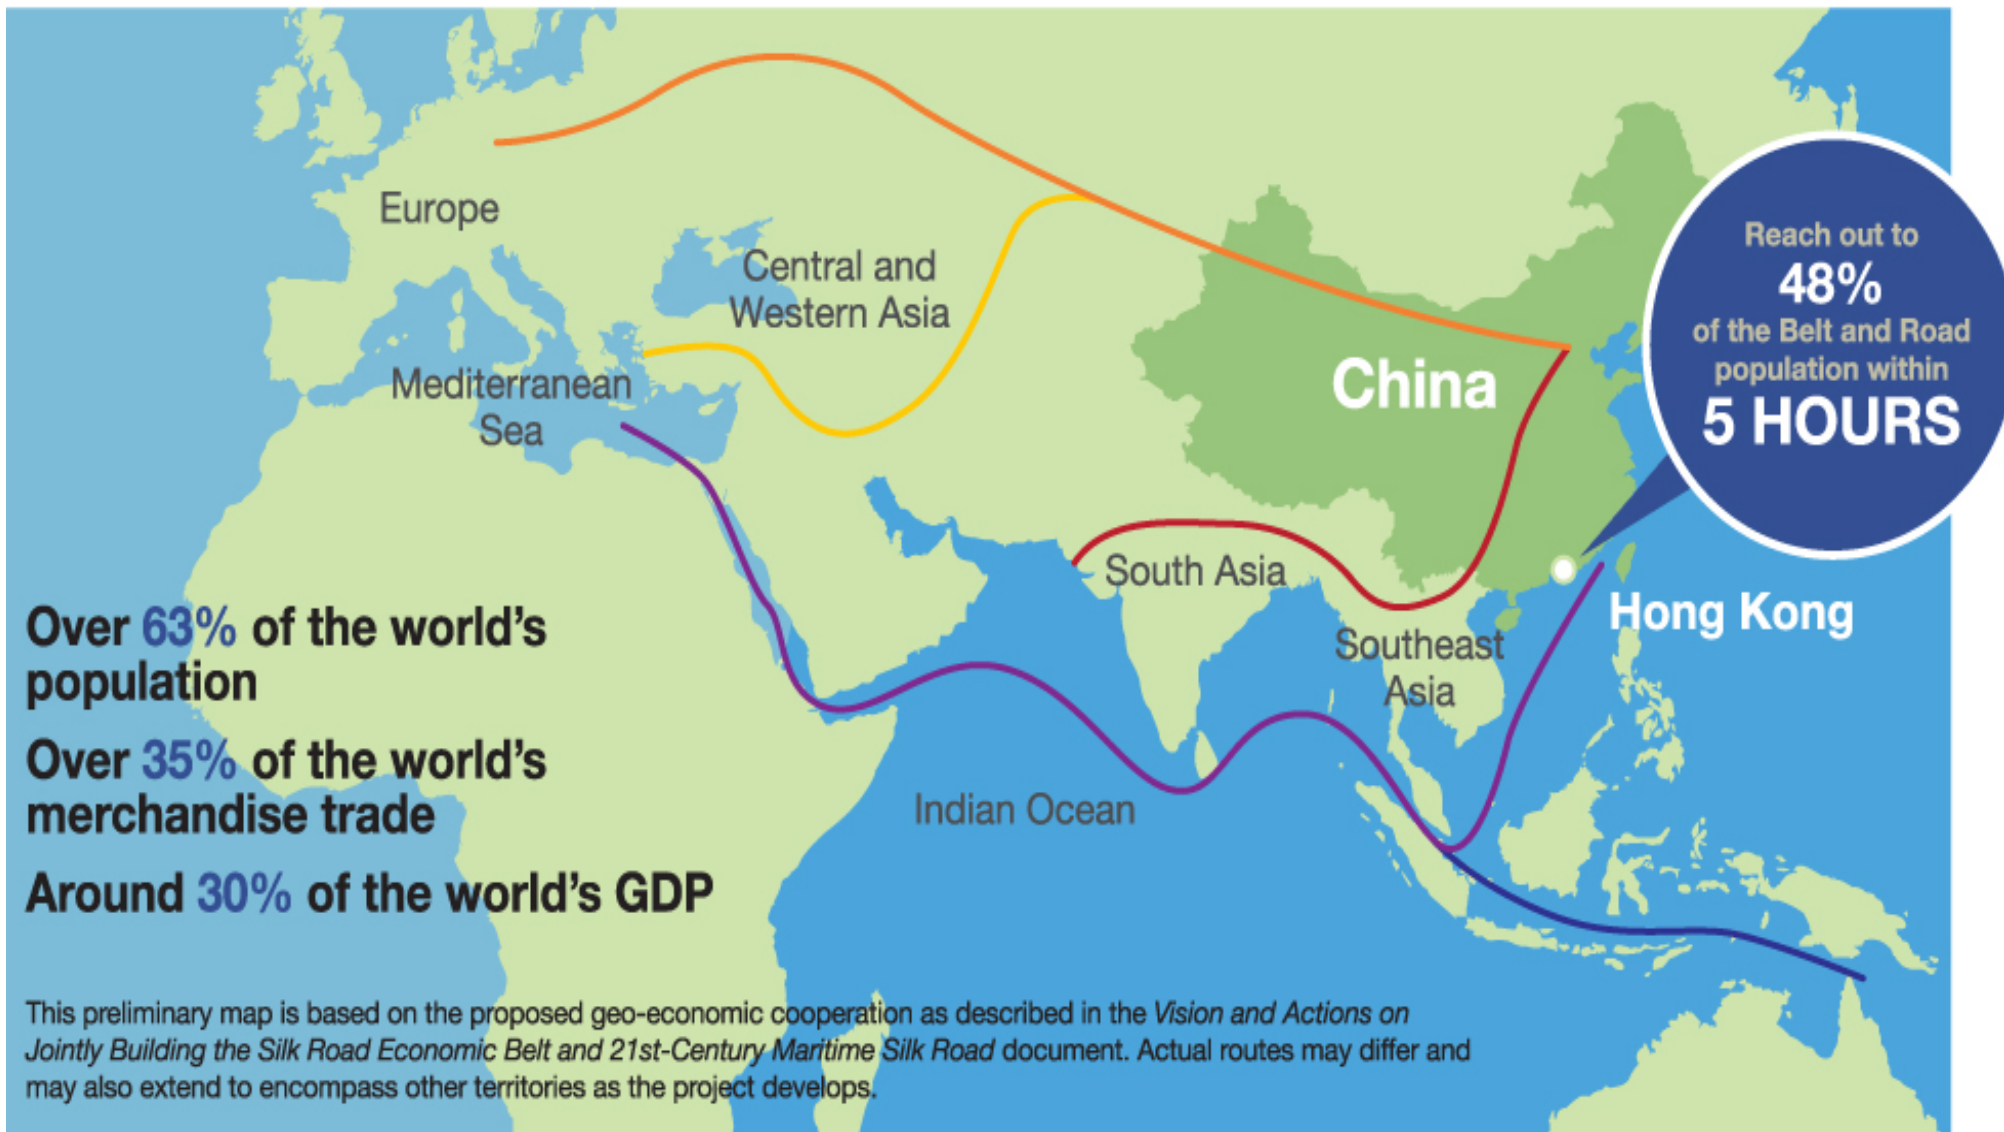 Europe
Central and
Western Asia
Mediterranean
Sea
China
South Asia
Southeast
Asia
Indian Ocean
Hong Kong
Reach out to
48%
of the Belt and Road
population within
5 HOURS
Over 63% of the world's
population
Over 35% of the world's
merchandise trade
Around 30% of the world's GDP
This preliminary map is based on the proposed geo-economic cooperation as described in the Vision and Actions on
Jointly Building the Silk Road Economic Belt and 21st-Century Maritime Silk Road document. Actual routes may differ and
may also extend to encompass other territories as the project develops.